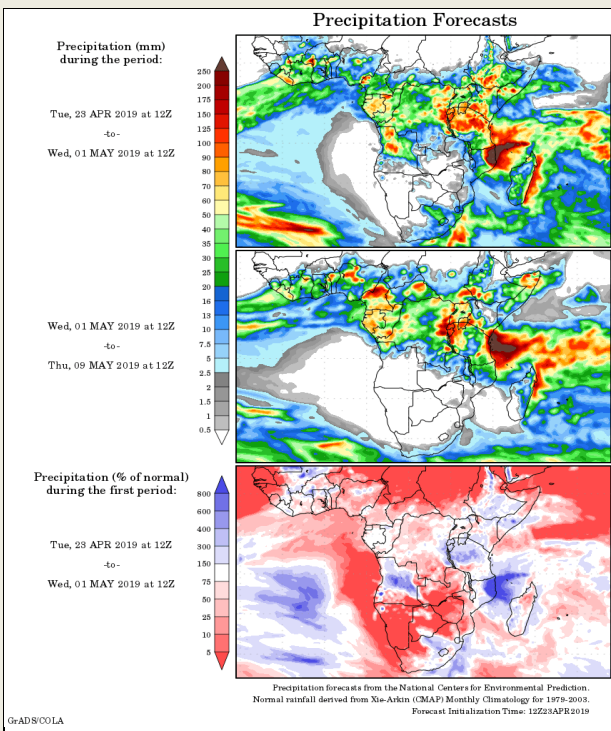 Precipitation Forecasts
Precipitation (mm)
during the period:
Tue, 23 APR 2019 at 12Z
-to-
Wed, 01 MAY 2019 at 12Z
250
200
175
150
125
100
90
80
70
60
50
40
35
30
25
20
16
13
10
7.5
5
2.5
2
1.5
1
0.5
Wed, 01 MAY 2019 at 12Z
-to-
Thu, 09 MAY 2019 at 12Z
Precipitation (% of normal)
during the first period:
Tue, 23 APR 2019 at 12Z
-to-
Wed, 01 MAY 2019 at 12Z
800
600
400
300
150
75
50
25
10
5
Precipitation forecasts from the National Centers for Environmental Prediction.
Normal rainfall derived from Xie-Arkin (CMAP) Monthly Climatology for 1979-2003.
Forecast Initialization Time: 12Z23APR2019
GrADS/COLA